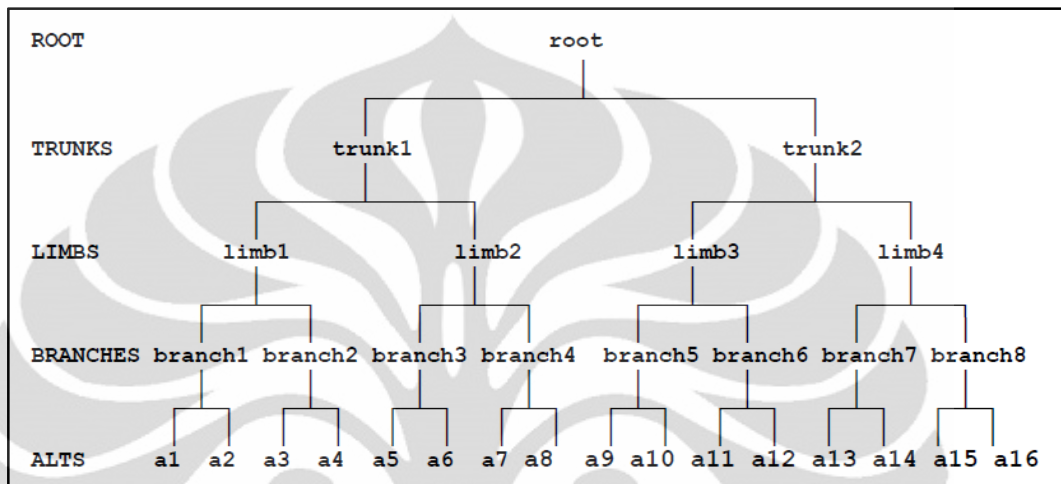 ROOT root
TRUNKS trunk1 trunk2
LIMBS limb1 limb2 limb3 limb4
BRANCHES branch1 branch2 branch3 branch4 branch5 branch6 branch7 branch8
ALTS a1 a2 a3 a4 a5 a6 a7 a8 a9 a10 a11 a12 a13 a14 a15 a16